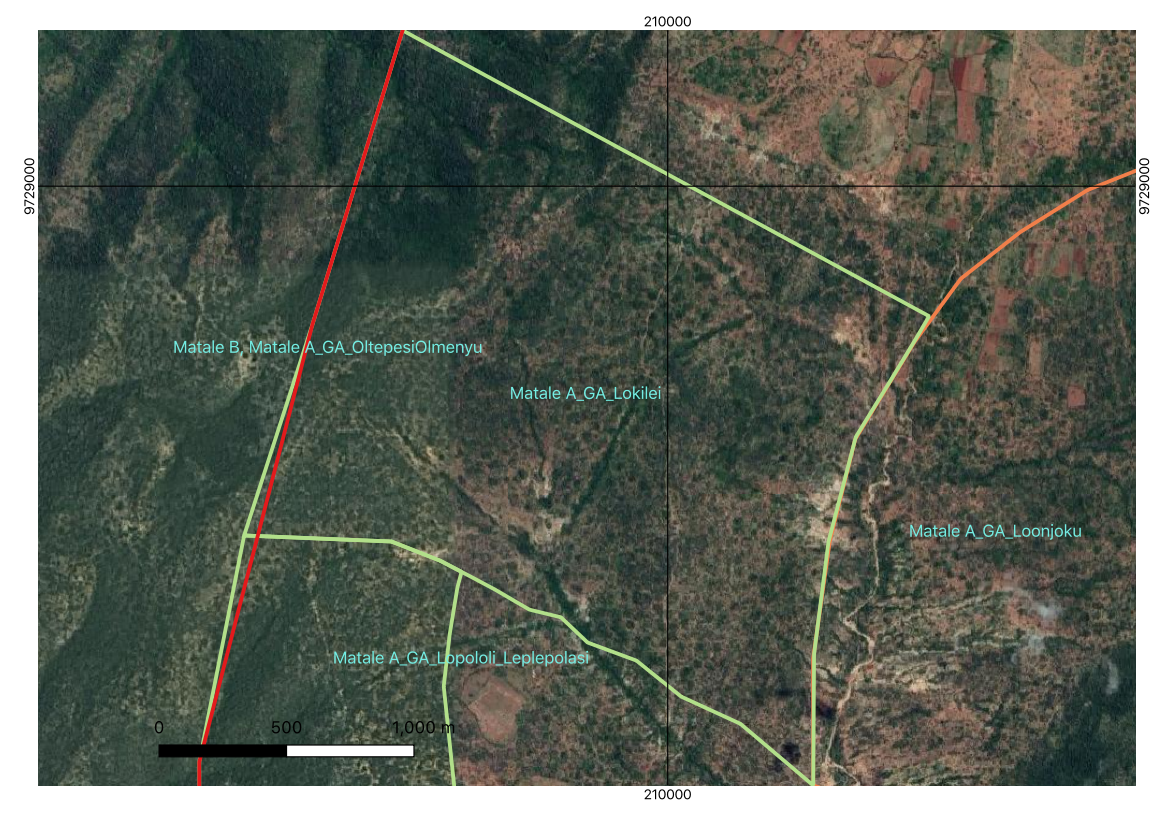 210000
9729000
9729000
Matale B, Matale A_GA_OltepesiOlmenyu
Matale A_GA_Lokilei
Matale A_GA_Loonjoku
Matale A_GA_Lopololi_Leplepolasi
0 500 1,000 m
210000